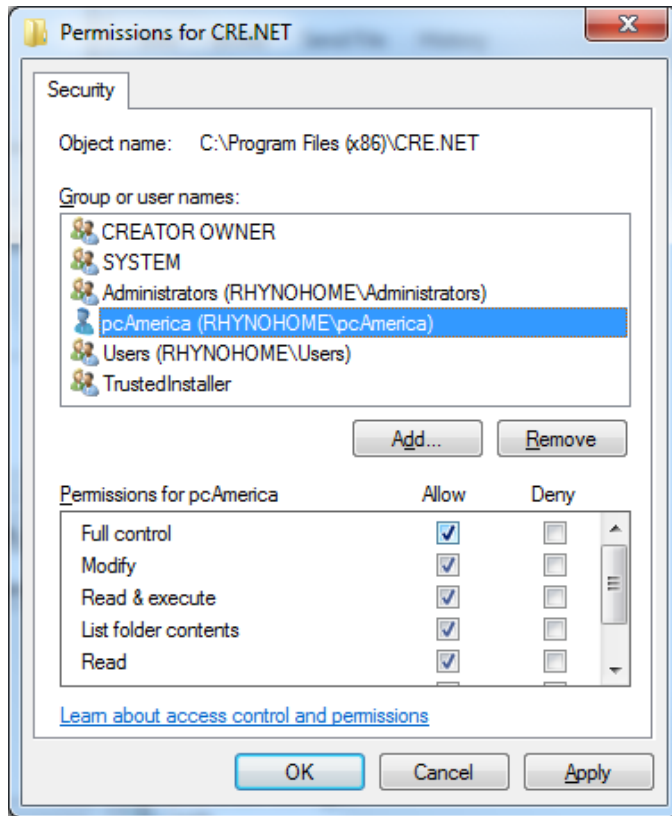 Permissions for CRE.NET
Security
Object name: C:\Program Files (x86)\CRE.NET
Group or user names:
CREATOR OWNER
SYSTEM
Administrators (RHYNOHOME\Administrators)
pcAmerica (RHYNOHOME\pcAmerica)
Users (RHYNOHOME\Users)
TrustedInstaller
Add... Remove
Permissions for pcAmerica Allow Deny
Full control
Modify
Read & execute
List folder contents
Read
Learn about access control and permissions
OK Cancel Apply